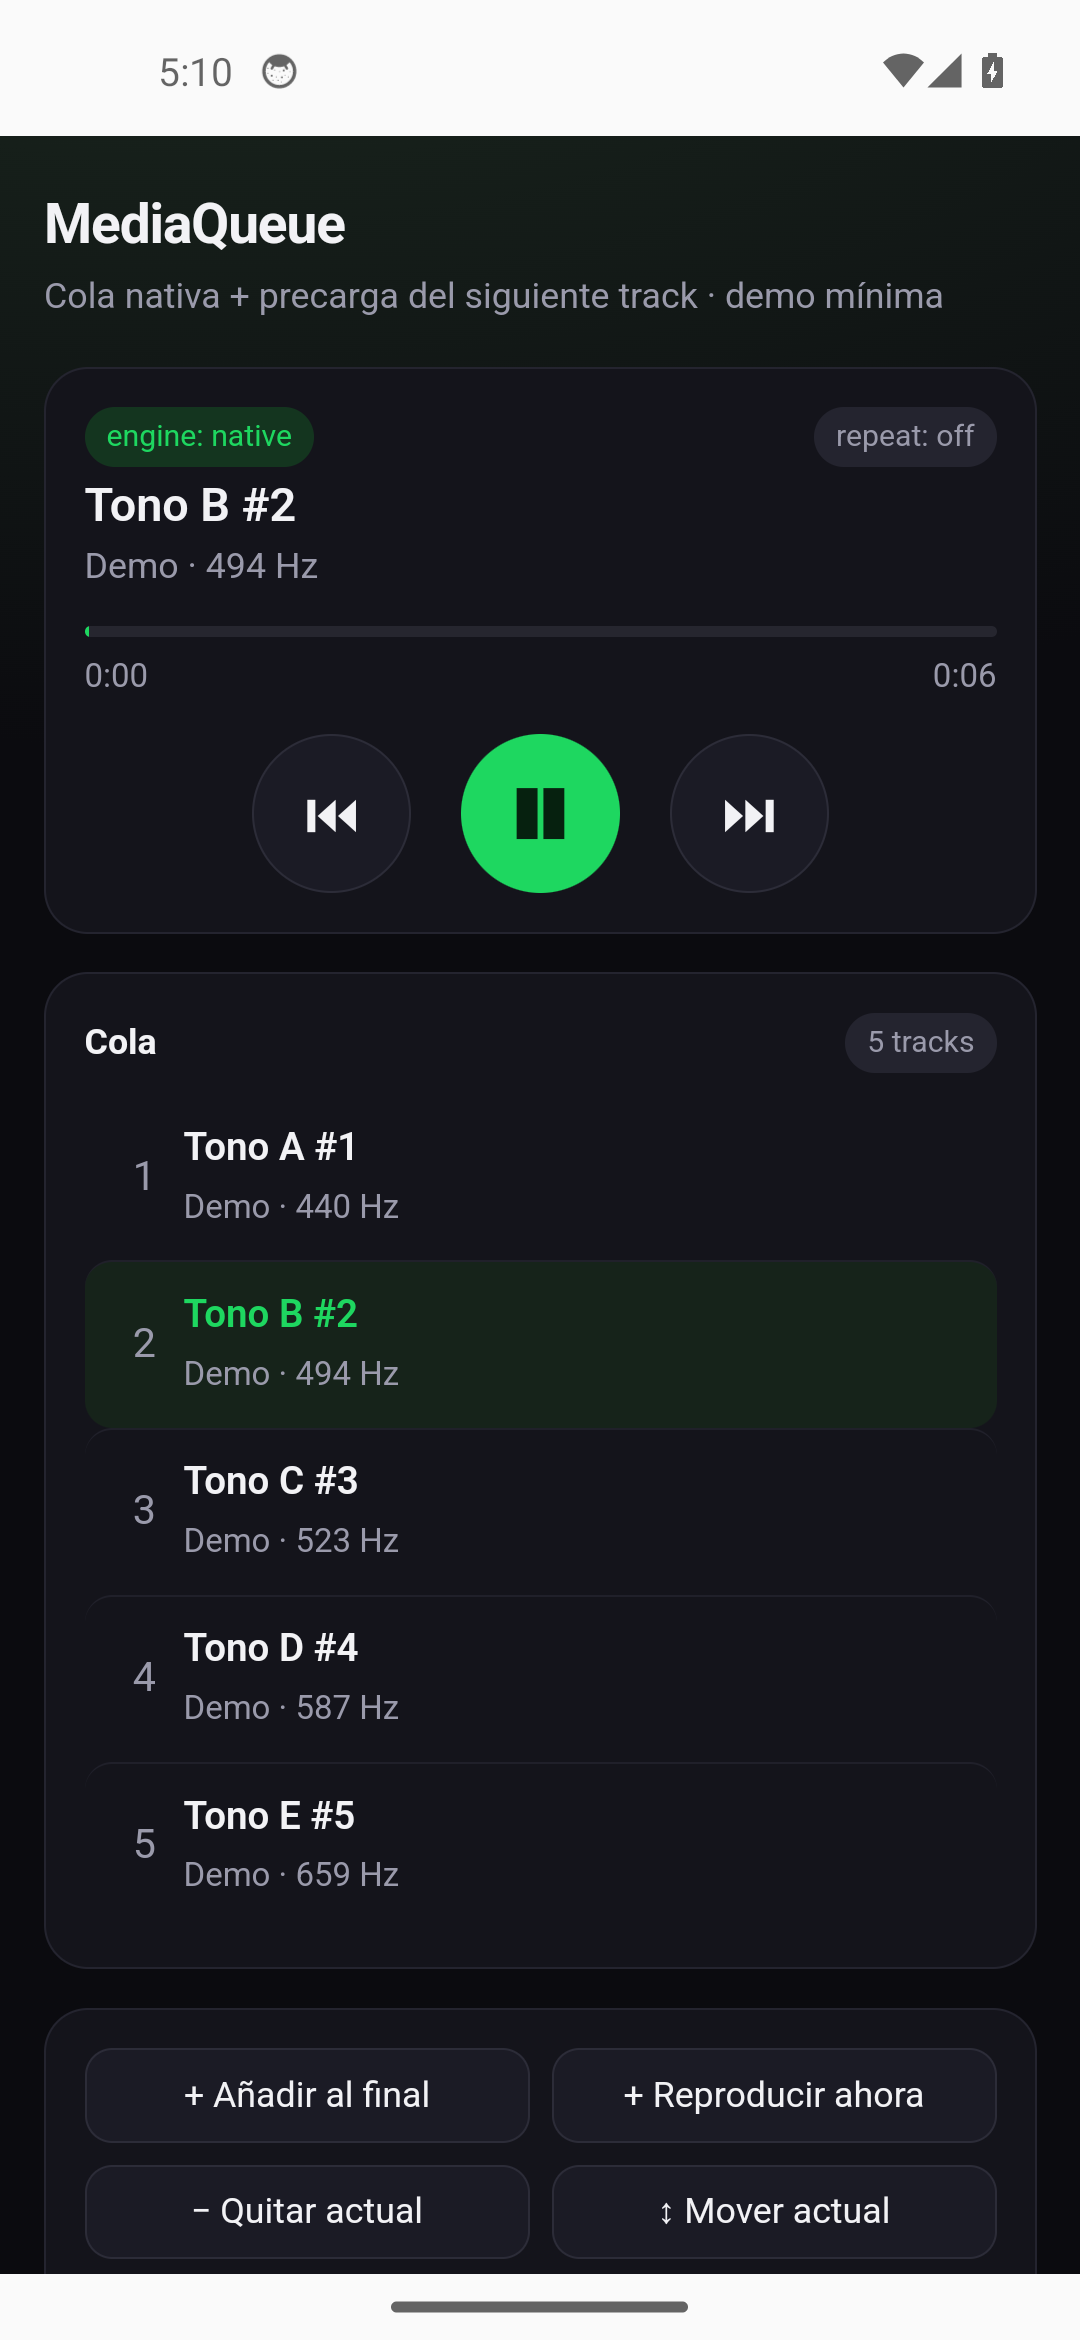 5:10
MediaQueue
Cola nativa + precarga del siguiente track · demo mínima
engine: native
repeat: off
Tono B #2
Demo · 494 Hz
0:00
0:06
Cola
5 tracks
1
Tono A #1
Demo · 440 Hz
2
Tono B #2
Demo · 494 Hz
3
Tono C #3
Demo · 523 Hz
4
Tono D #4
Demo · 587 Hz
5
Tono E #5
Demo · 659 Hz
+ Añadir al final
+ Reproducir ahora
− Quitar actual
↕ Mover actual